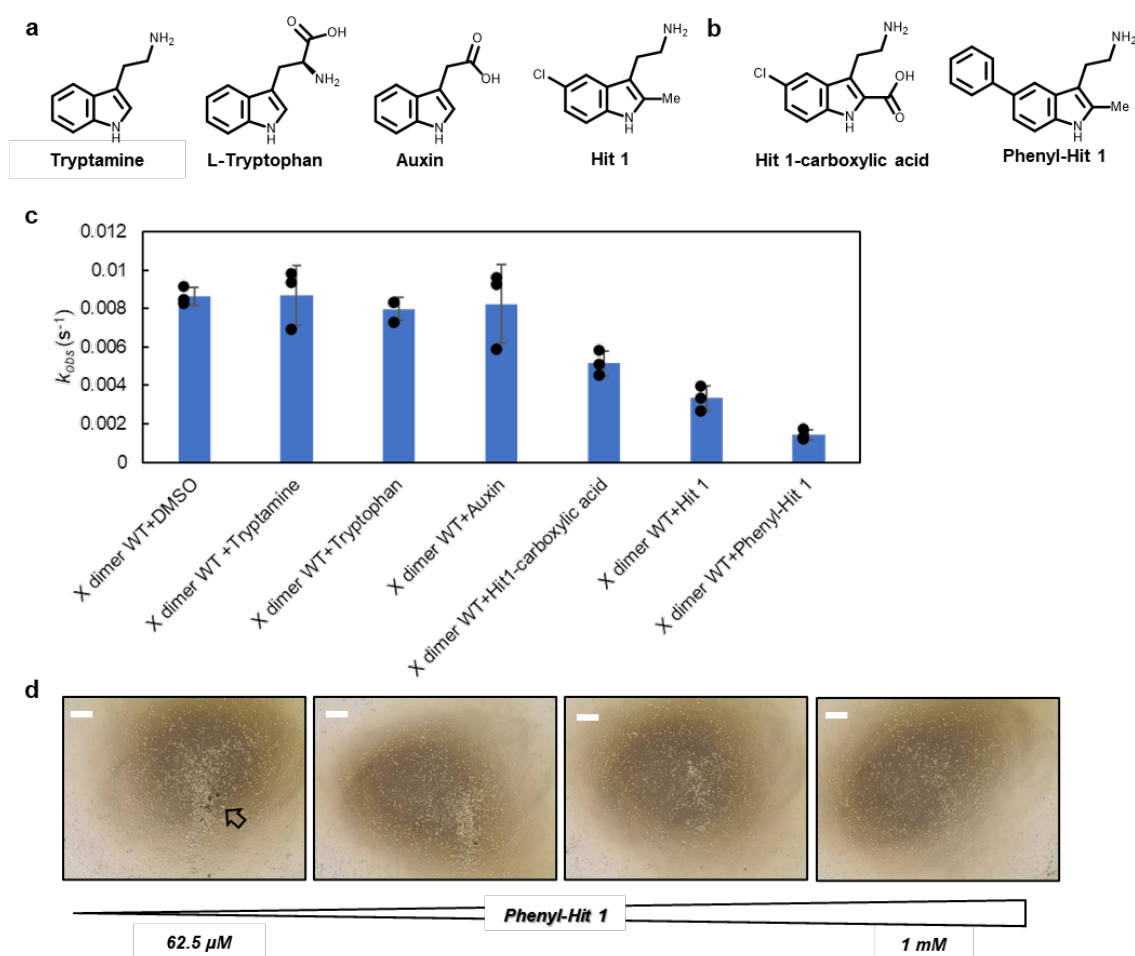 a
b
NH2
O
OH
NH2
N
H
Tryptamine
N
H
L-Tryptophan
O
OH
N
H
Auxin
NH2
Cl
Me
N
H
Hit 1
NH2
Cl
OH
O
N
H
Hit 1-carboxylic acid
NH2
Me
N
H
Phenyl-Hit 1
c
0.012
0.01
0.008
0.006
0.004
0.002
0
kobs (s-1)
X dimer WT+DMSO
X dimer WT +Tryptamine
X dimer WT+Tryptophan
X dimer WT+Auxin
X dimer WT+Hit1-carboxylic acid
X dimer WT+Hit 1
X dimer WT+Phenyl-Hit 1
d
Phenyl-Hit 1
62.5 µM
1 mM